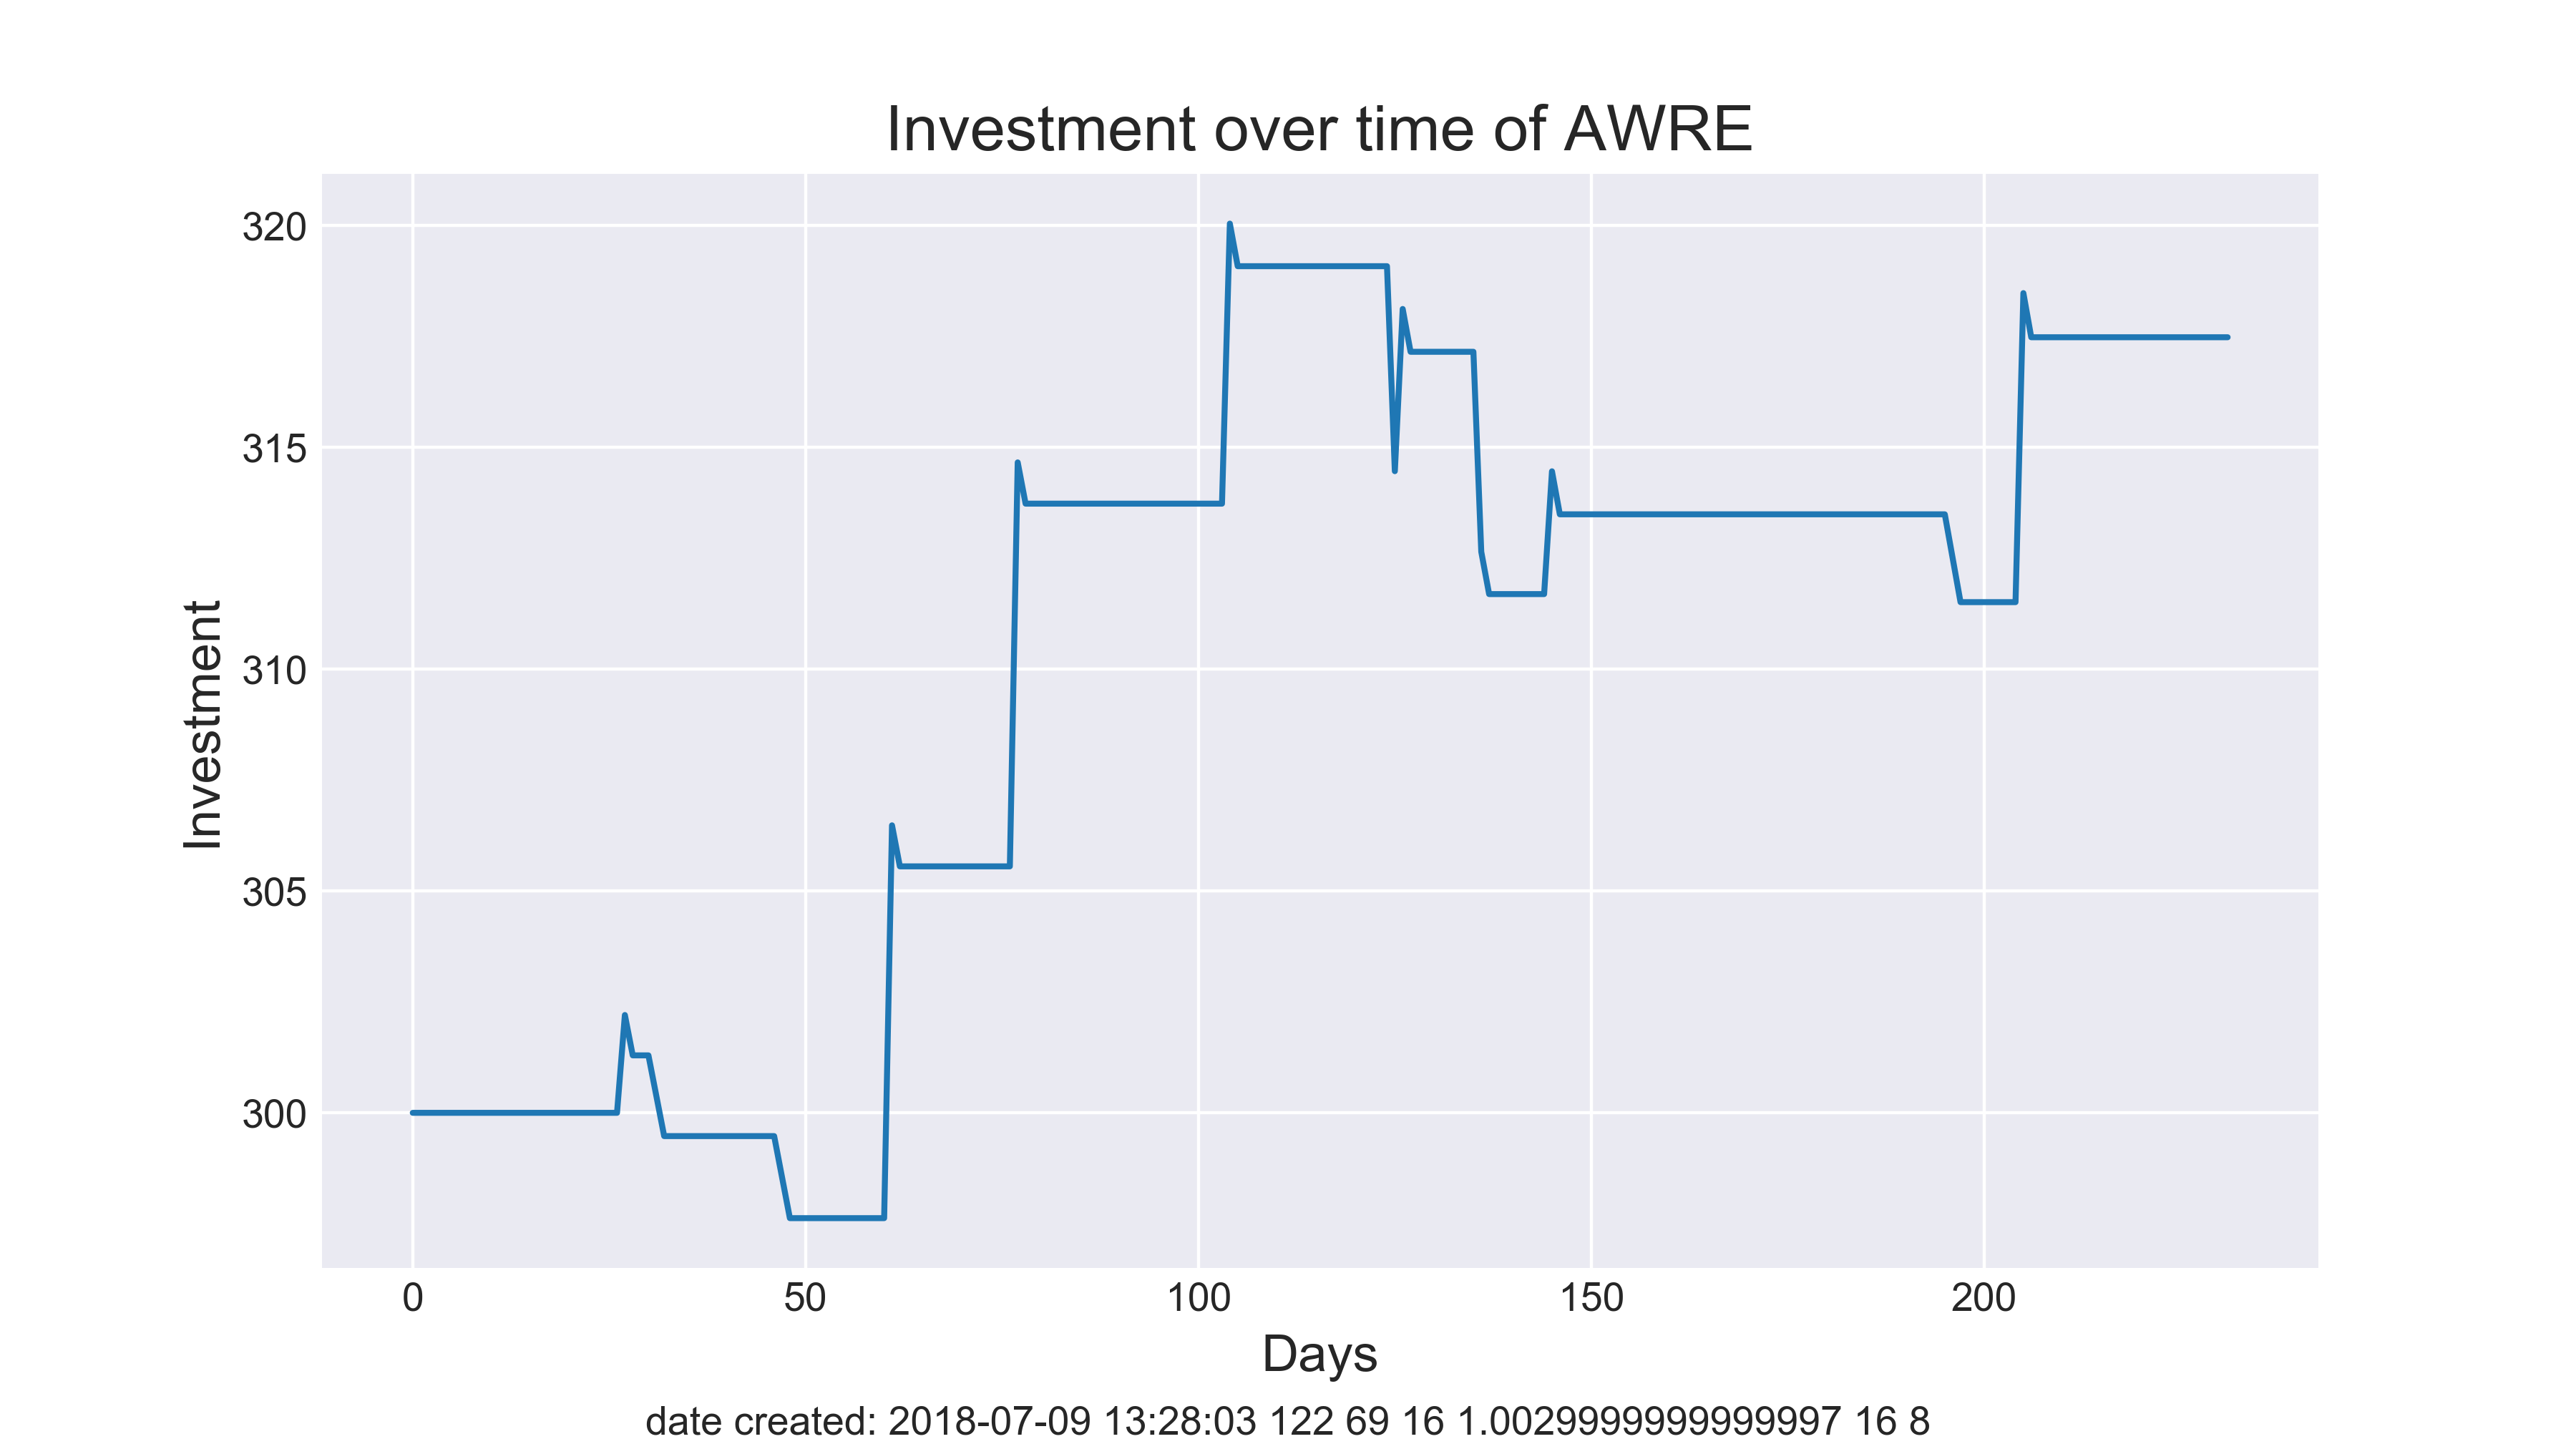 Investment over time of AWRE
320
315
310
305
300
Investment
0 50 100 150 200
Days
date created: 2018-07-09 13:28:03 122 69 16 1.0029999999999997 16 8